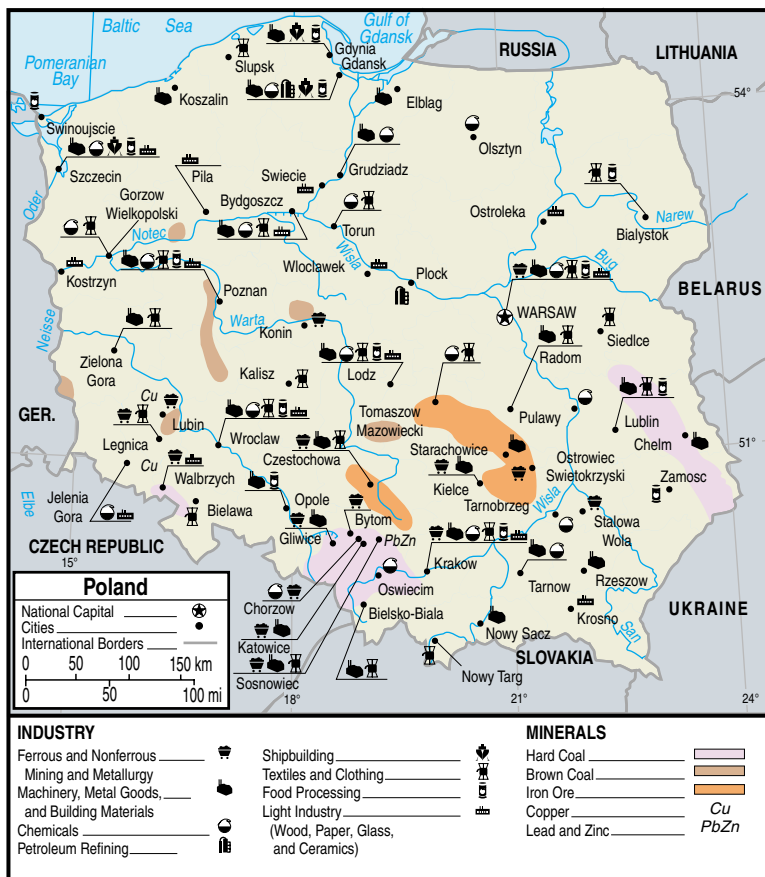 Baltic Sea
Gulf of
Gdansk
RUSSIA
LITHUANIA
Pomeranian
Bay
Slupsk
Gdynia
Gdansk
54°
Koszalin
Elblag
Swinoujscie
Olsztyn
Szczecin
Pila
Swiecie
Grudziadz
Gorzow
Wielkopolski
Bydgoszcz
Ostroleka
Narew
Oder
Torun
Bialystok
Notec
Wisla
Bug
Kostrzyn
Wloclawek
Plock
Poznan
BELARUS
Warta
Konin
WARSAW
Siedlce
Neisse
Radom
Zielona
Gora
Kalisz
Lodz
Cu
Tomaszow
Mazowiecki
Pulawy
Lublin
GER.
Lubin
Chelm
Legnica
Wroclaw
Starachowice
Ostrowiec
Swietokrzyski
51°
Cu
Czestochowa
Walbrzych
Kielce
Zamosc
Elbe
Jelenia
Gora
Bielawa
Opole
Tarnobrzeg
Wisla
Bytom
Stalowa
Wola
CZECH REPUBLIC
Gliwice
PbZn
15°
Krakow
Oswiecim
Tarnow
Rzeszow
Poland
Chorzow
Bielsko-Biala
UKRAINE
National Capital
Cities
Katowice
Krosno
San
International Borders
Nowy Sacz
0 50 100 150 km
Sosnowiec
SLOVAKIA
0 50 100 mi
Nowy Targ
18°
21°
24°
INDUSTRY
Ferrous and Nonferrous
Mining and Metallurgy
Machinery, Metal Goods,
and Building Materials
Chemicals
Petroleum Refining
Shipbuilding
Textiles and Clothing
Food Processing
Light Industry
(Wood, Paper, Glass,
and Ceramics)
MINERALS
Hard Coal
Brown Coal
Iron Ore
Copper Cu
Lead and Zinc PbZn